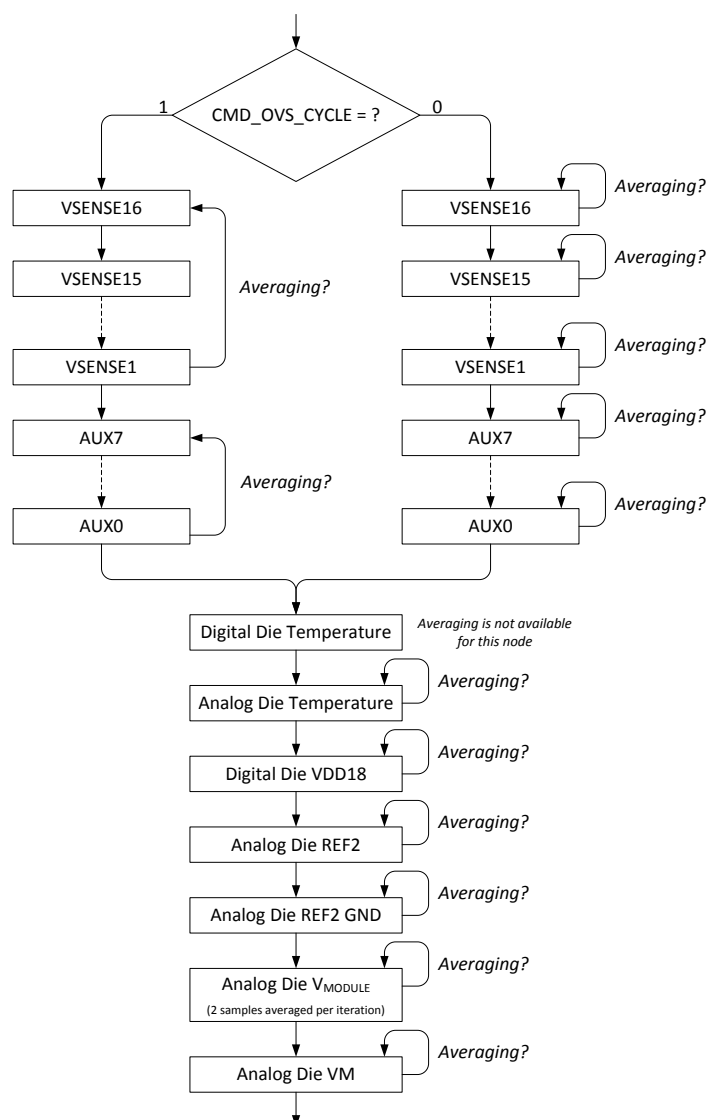 CMD_OVS_CYCLE = ?
1
0
VSENSE16
VSENSE15
VSENSE1
Averaging?
AUX7
AUX0
Averaging?
VSENSE16
Averaging?
VSENSE15
Averaging?
VSENSE1
Averaging?
AUX7
Averaging?
AUX0
Averaging?
Digital Die Temperature
Averaging is not available
for this node
Analog Die Temperature
Averaging?
Digital Die VDD18
Averaging?
Analog Die REF2
Averaging?
Analog Die REF2 GND
Averaging?
Analog Die VMODULE
(2 samples averaged per iteration)
Averaging?
Analog Die VM
Averaging?